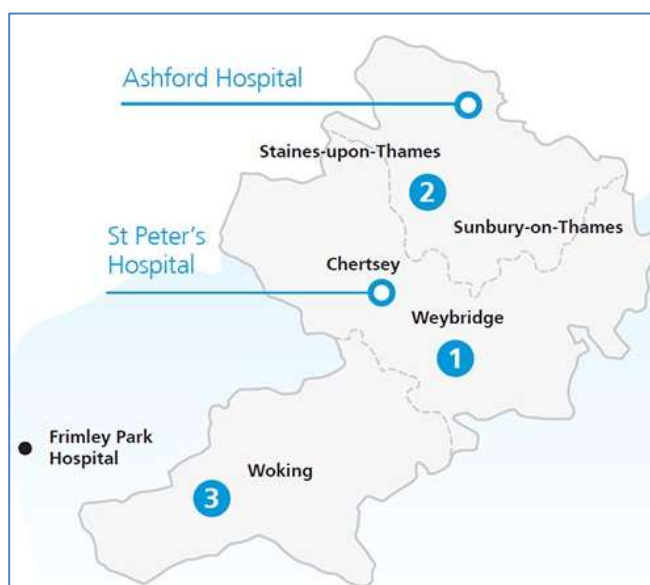 Ashford Hospital
Staines-upon-Thames
2
Sunbury-on-Thames
St Peter's
Hospital
Chertsey
Weybridge
1
Frimley Park
Hospital
Woking
3